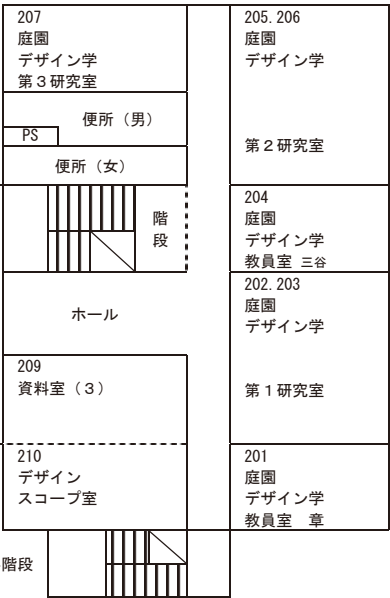 207
庭園
デザイン学
第３研究室
205.206
庭園
デザイン学
第２研究室
便所（男）
PS
便所（女）
階
段
204
庭園
デザイン学
教員室 三谷
ホール
202.203
庭園
デザイン学
第１研究室
209
資料室（３）
210
デザイン
スコープ室
201
庭園
デザイン学
教員室 章
階段